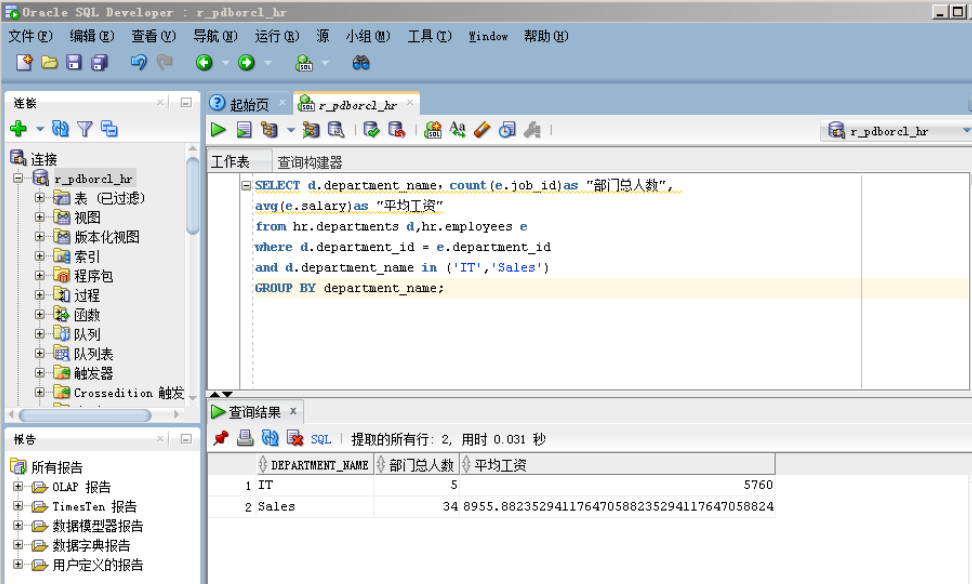 Oracle SQL Developer : r_pdborcl_hr
文件(F) 编辑(E) 查看(V) 导航(N) 运行(R) 源 小组(M) 工具(T) Window 帮助(H)
连接
起始页
r_pdborcl_hr
r_pdborcl_hr
工作表 查询构建器
连接
r_pdborcl_hr
表 (已过滤)
视图
版本化视图
索引
程序包
过程
函数
队列
队列表
触发器
Crossedition 触发
SELECT d.department_name，count(e.job_id)as "部门总人数"，
avg(e.salary)as "平均工资"
from hr.departments d,hr.employees e
where d.department_id = e.department_id
and d.department_name in ('IT','Sales')
GROUP BY department_name;
查询结果
SQL | 提取的所有行: 2, 用时 0.031 秒
DEPARTMENT_NAME 部门总人数 平均工资
1 IT 5 5760
2 Sales 34 8955.88235294117647058823529411764705882 4
报告
所有报告
OLAP 报告
TimesTen 报告
数据模型器报告
数据字典报告
用户定义的报告